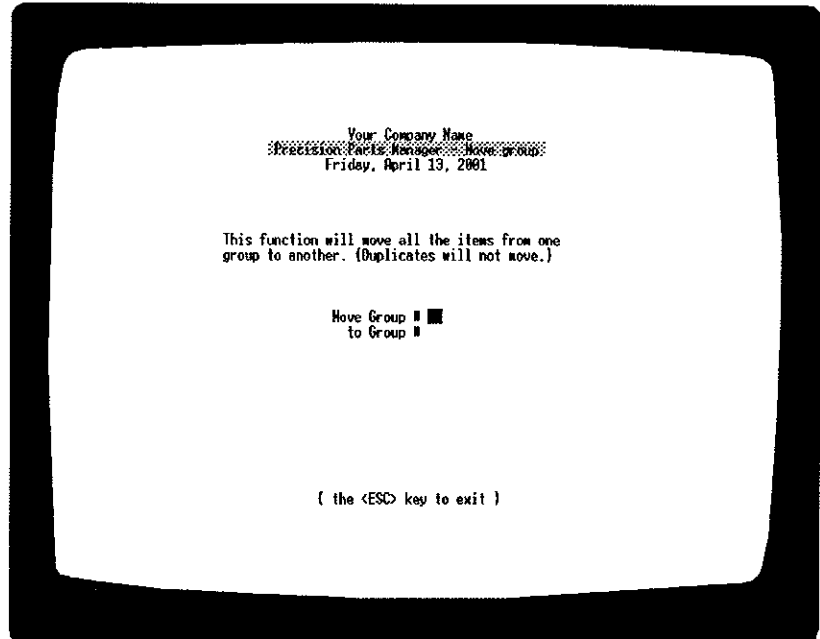 Your Company Name
Precision Parts Manager - Move group
Friday, April 13, 2001
This function will move all the items from one
group to another. (Duplicates will not move.)
Move Group #
to Group #
( the <ESC> key to exit )